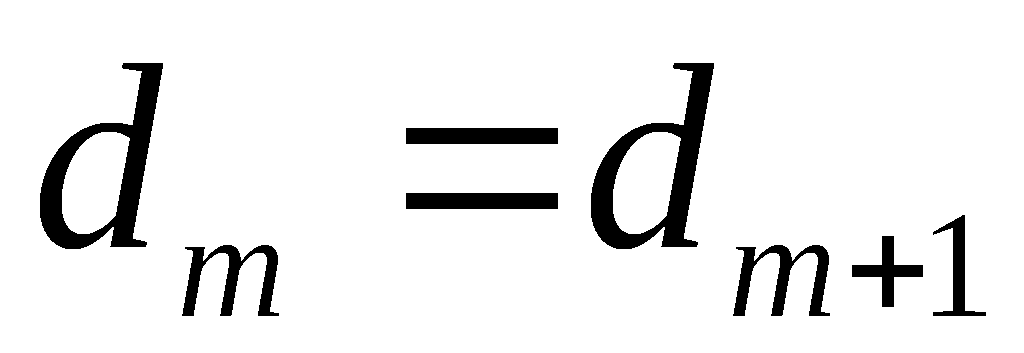 d_m = d_{m+1}